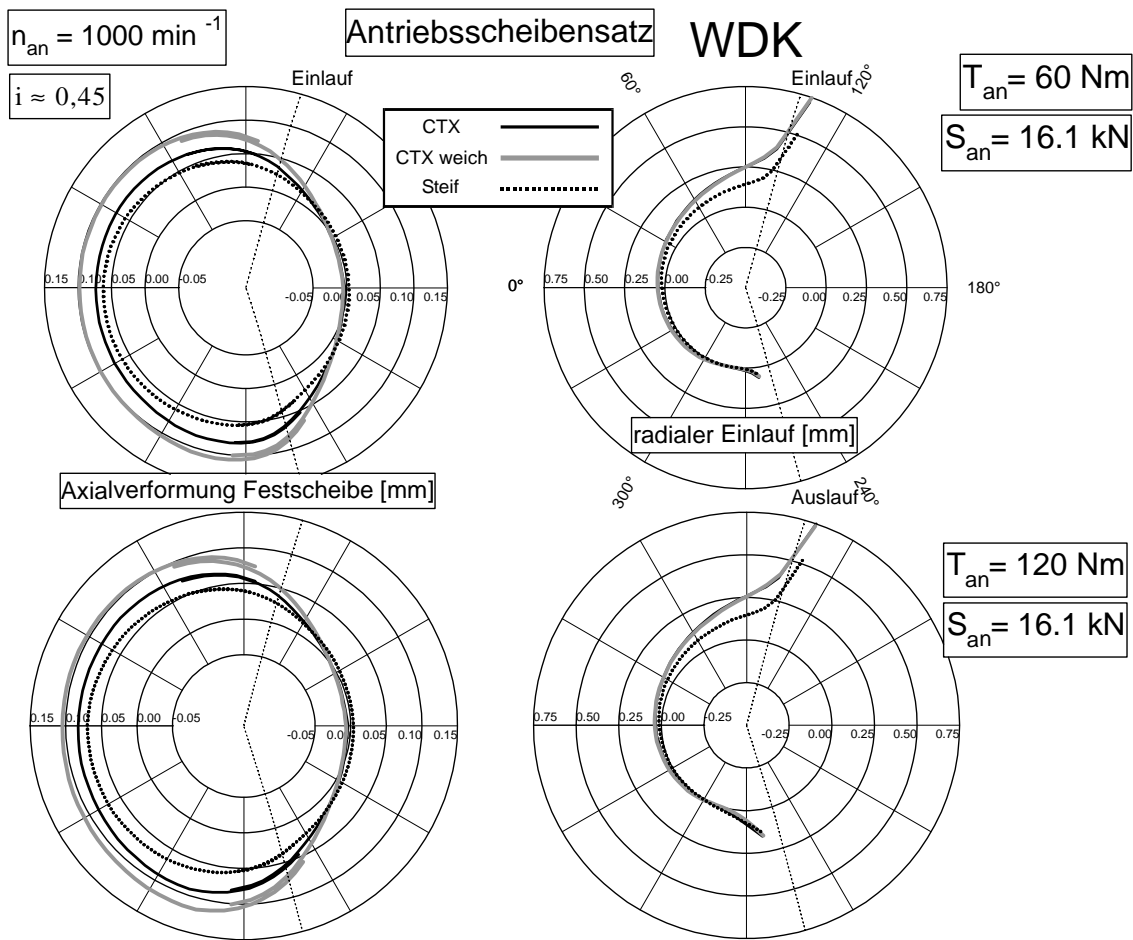 n_an = 1000 min ⁻¹
Antriebsscheibensatz
WDK
i ≈ 0,45
Einlauf
60°
Einlauf
120°
T_an= 60 Nm
S_an= 16.1 kN
CTX
CTX weich
Steif
0.15 0.10 0.05 0.00 -0.05
-0.05 0.00 0.05 0.10 0.15
0°
0.75 0.50 0.25 0.00 -0.25
-0.25 0.00 0.25 0.50 0.75
180°
radialer Einlauf [mm]
Axialverformung Festscheibe [mm]
300°
Auslauf
240°
T_an= 120 Nm
S_an= 16.1 kN
0.15 0.10 0.05 0.00 -0.05
-0.05 0.00 0.05 0.10 0.15
0.75 0.50 0.25 0.00 -0.25
-0.25 0.00 0.25 0.50 0.75